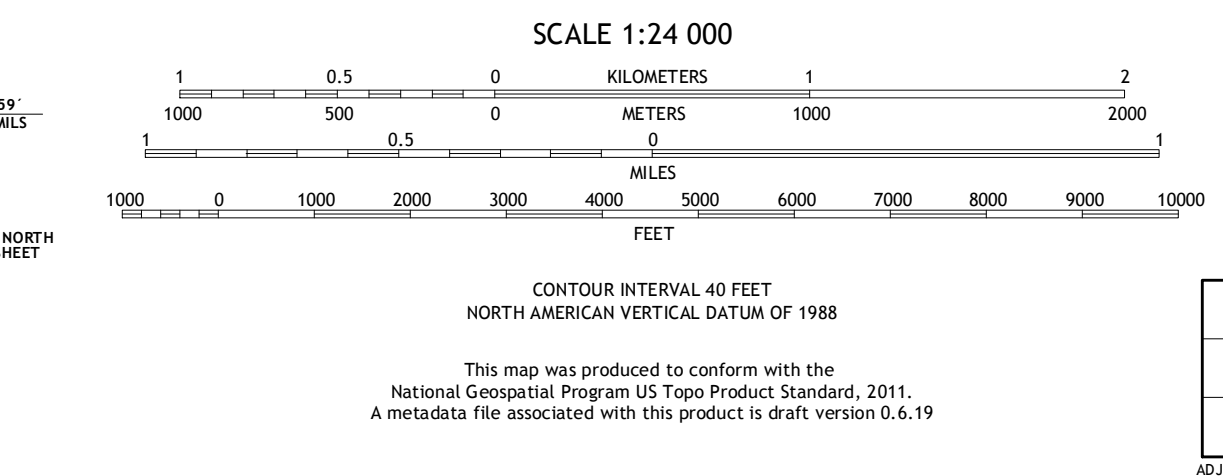 SCALE 1:24 000
1 0.5 0 KILOMETERS 1 2
59´
MILS
1000 500 0 METERS 1000 2000
1 0.5 0 1
MILES
1000 0 1000 2000 3000 4000 5000 6000 7000 8000 9000 10000
FEET
NORTH
CONTOUR INTERVAL 40 FEET
NORTH AMERICAN VERTICAL DATUM OF 1988
This map was produced to conform with the
National Geospatial Program US Topo Product Standard, 2011.
A metadata file associated with this product is draft version 0.6.19